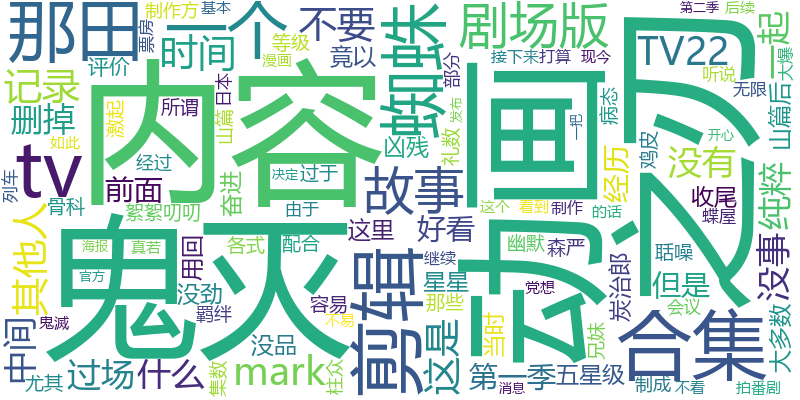 那田
一个
剧场版
之刃
制作方
基本
第二季
后续
票房
漫画
等级
不要
接下来
打算
现今
一起
大爆
评价
时间
竟以
蜘蛛
TV22
听说
记录
激起
日本
部分
无限
病态
山篇后
删掉
所谓
山篇
内容
动画
凶残
礼数
发布
一把
如此
tv
经过
过于
故事
经历
鸡皮
开心
没有
纯粹
列车
前面
决定
奋进
骨科
收尾
其他人
絮絮叨叨
由于
这里
好看
这个
看到
制作
的话
蝶屋
用回
各式
配合
剪辑
继续
幽默
森严
聒噪
但是
没事
海报
真若
鬼灭
星星
炭治郎
官方
没劲
羁绊
容易
那些
党想
会议
中间
鬼滅
没品
不易
这是
当时
兄妹
合集
大多数
尤其
过场
什么
集数
mark
柱众
第一季
消息
五星级
制成
不看
拍番剧